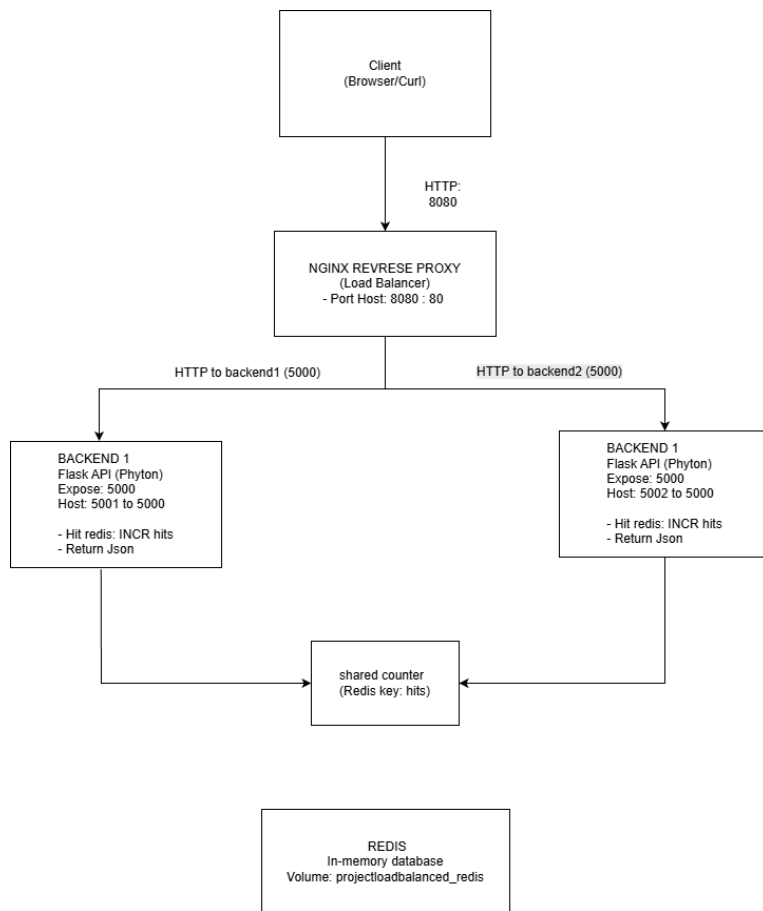 Client
(Browser/Curl)
HTTP:
8080
NGINX REVRESE PROXY
(Load Balancer)
- Port Host: 8080 : 80
HTTP to backend1 (5000)
HTTP to backend2 (5000)
BACKEND 1
Flask API (Phyton)
Expose: 5000
Host: 5001 to 5000
- Hit redis: INCR hits
- Return Json
BACKEND 1
Flask API (Phyton)
Expose: 5000
Host: 5002 to 5000
- Hit redis: INCR hits
- Return Json
shared counter
(Redis key: hits)
REDIS
In-memory database
Volume: projectloadbalanced_redis